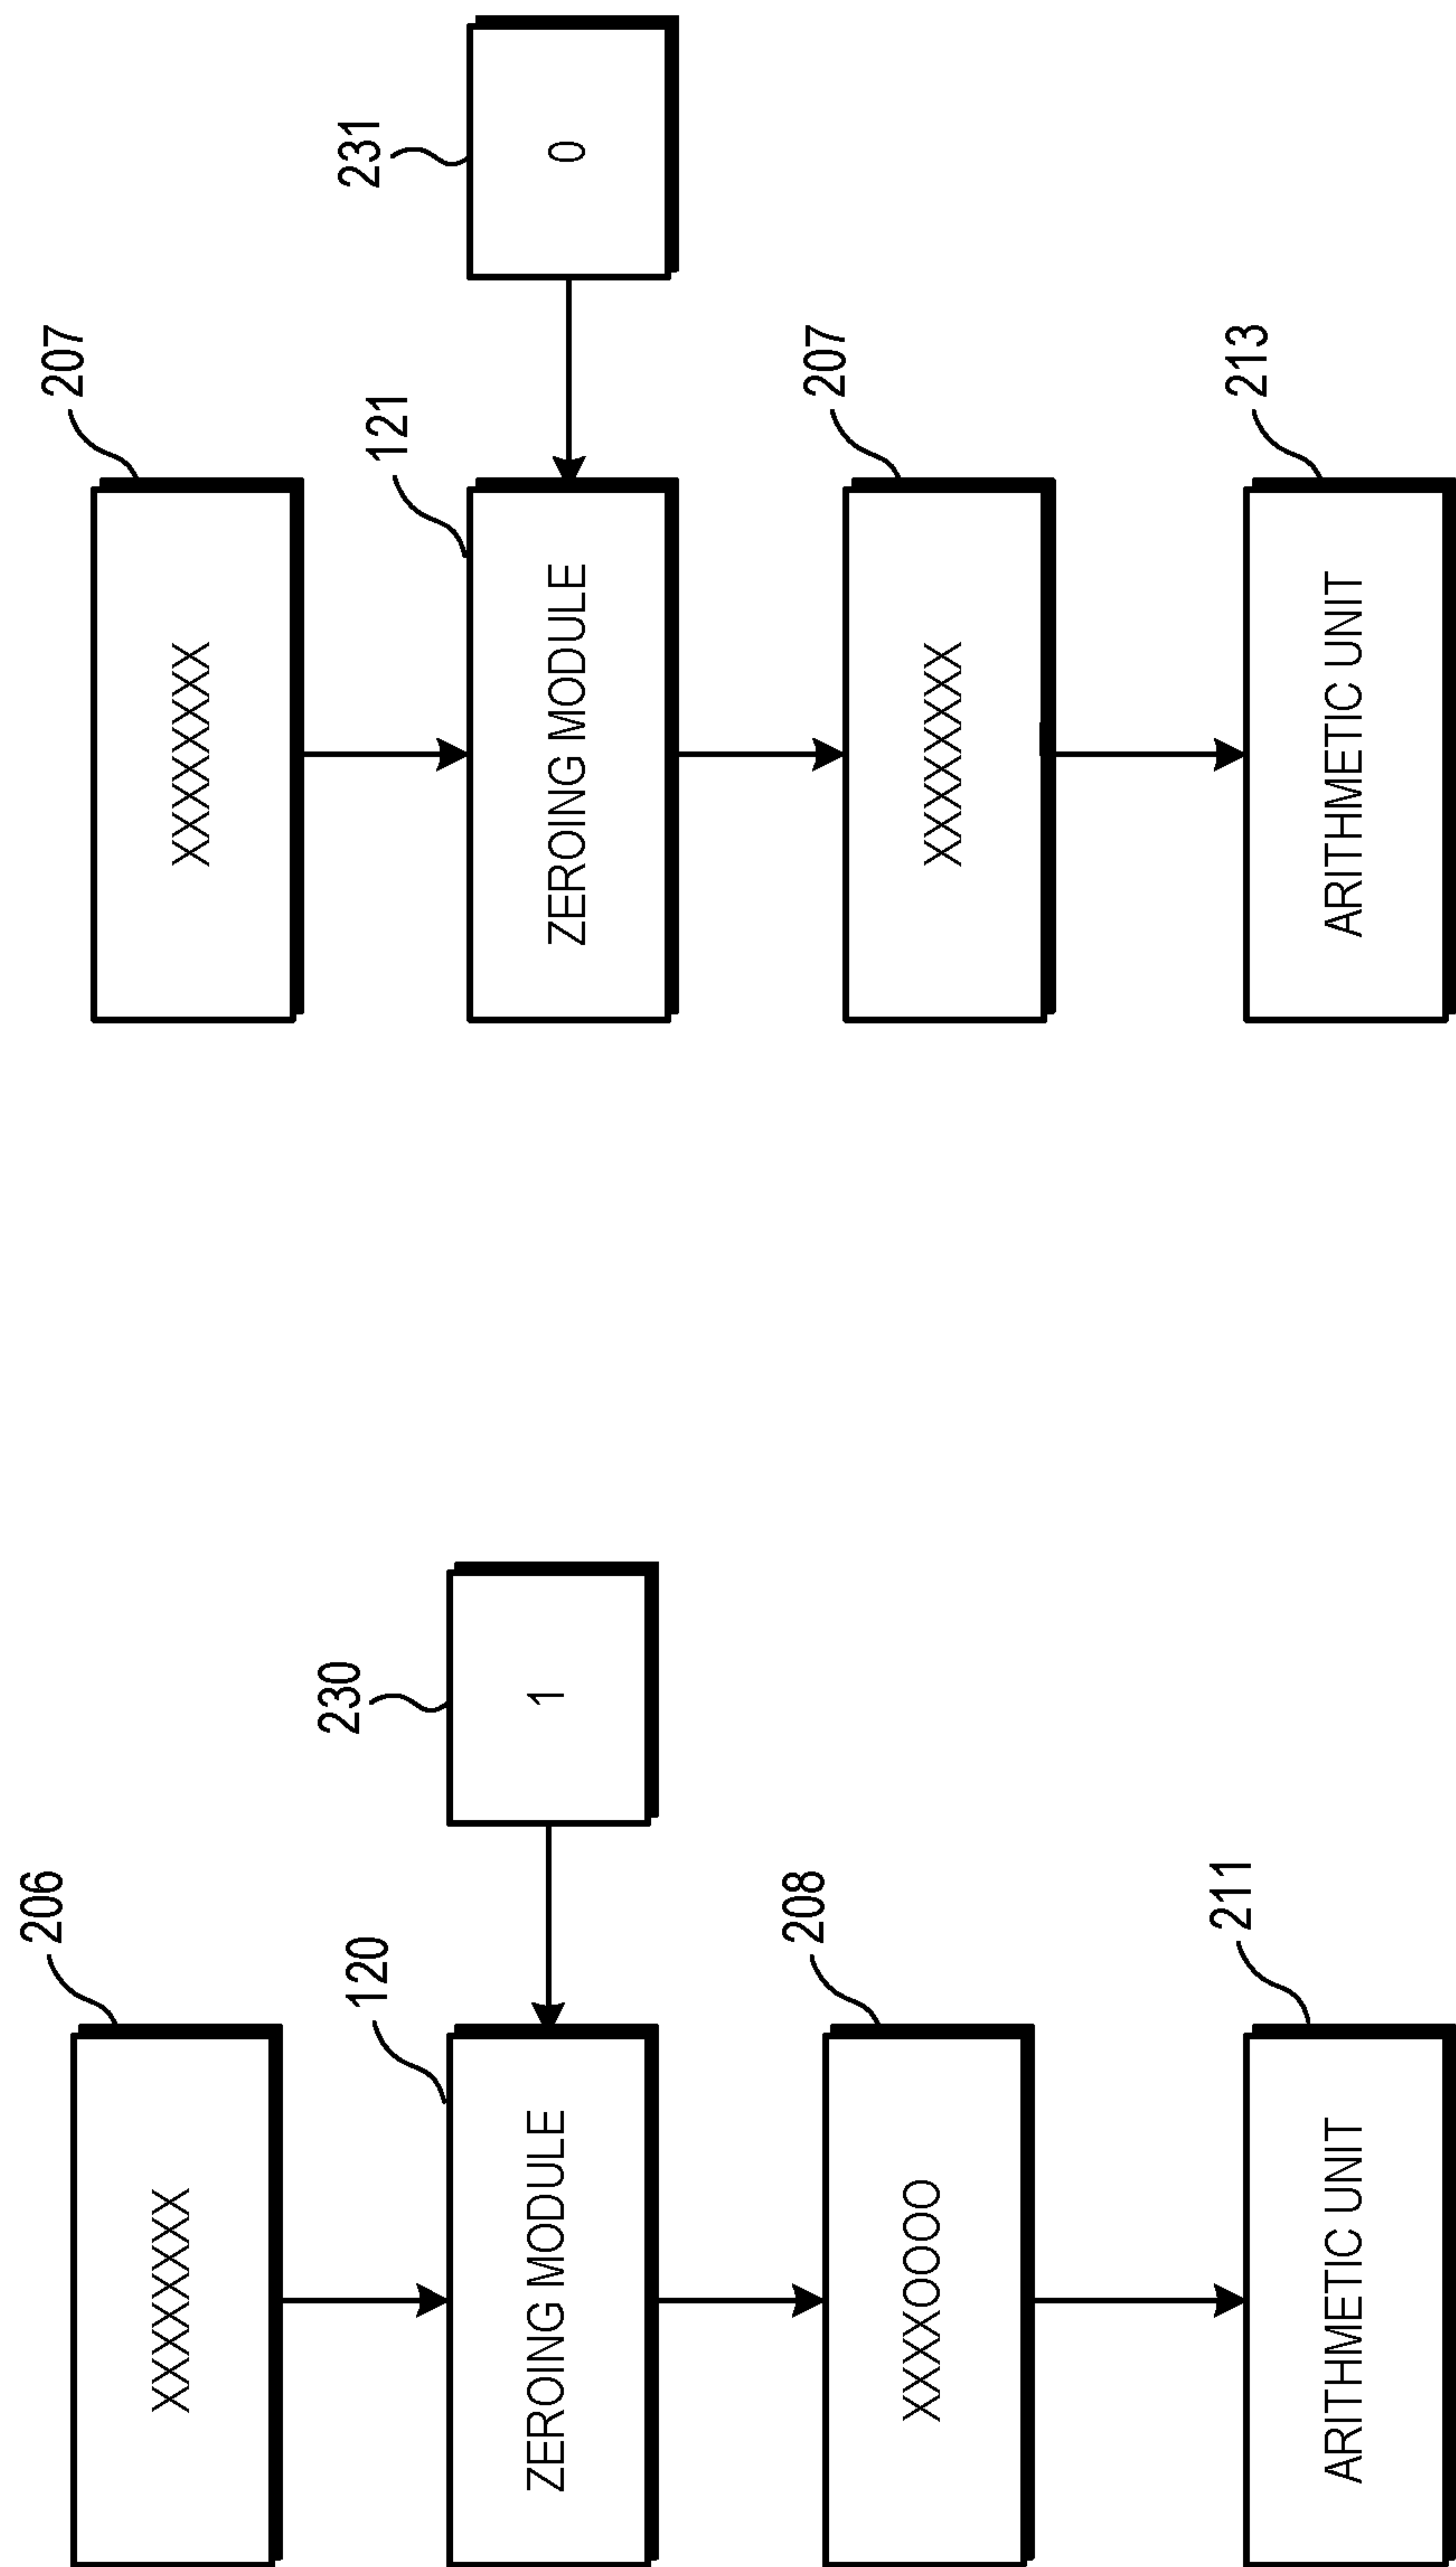 206
XXXXXXXX
120
ZEROING MODULE
230
1
208
XXXXOOOO
211
ARITHMETIC UNIT
207
XXXXXXXX
121
ZEROING MODULE
231
0
207
XXXXXXXX
213
ARITHMETIC UNIT